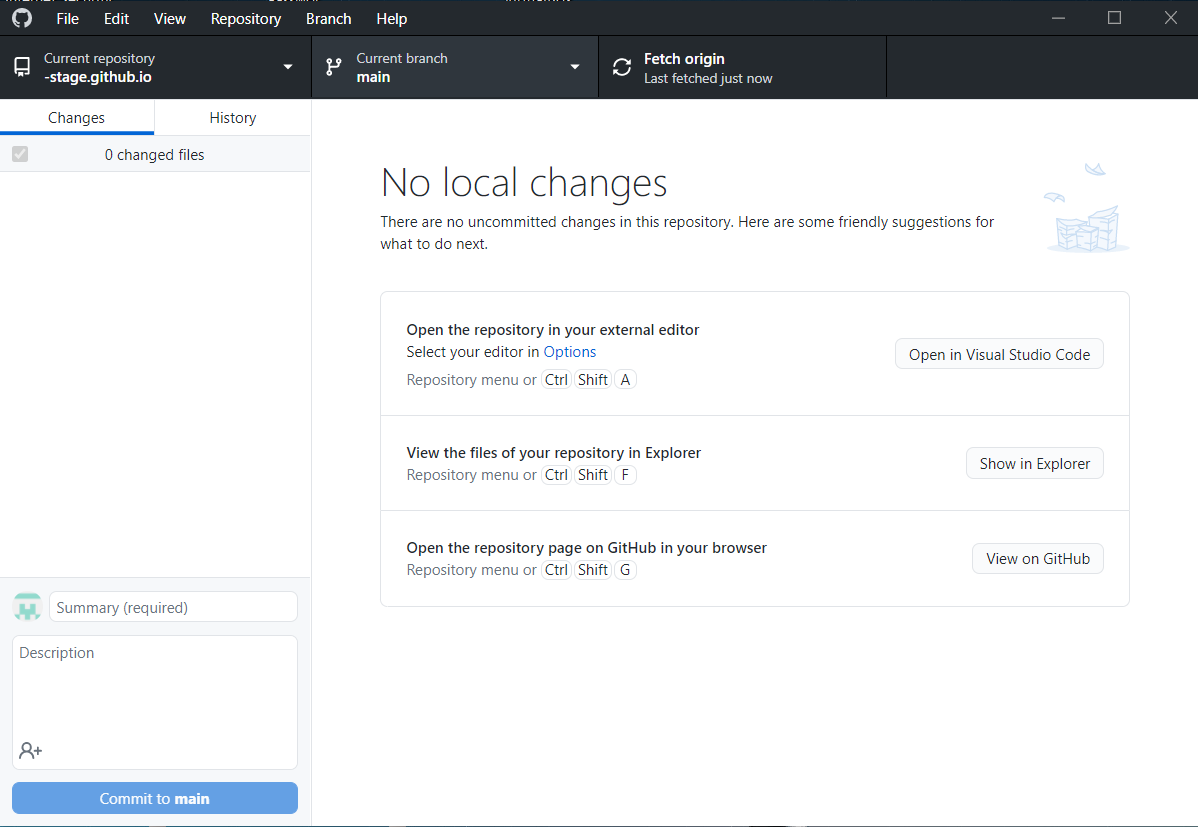 File Edit View Repository Branch Help
Current repository
-stage.github.io
Current branch
main
Fetch origin
Last fetched just now
Changes History
0 changed files
No local changes
There are no uncommitted changes in this repository. Here are some friendly suggestions for
what to do next.
Open the repository in your external editor
Select your editor in Options
Repository menu or Ctrl Shift A
Open in Visual Studio Code
View the files of your repository in Explorer
Repository menu or Ctrl Shift F
Show in Explorer
Open the repository page on GitHub in your browser
Repository menu or Ctrl Shift G
View on GitHub
Summary (required)
Description
Commit to main